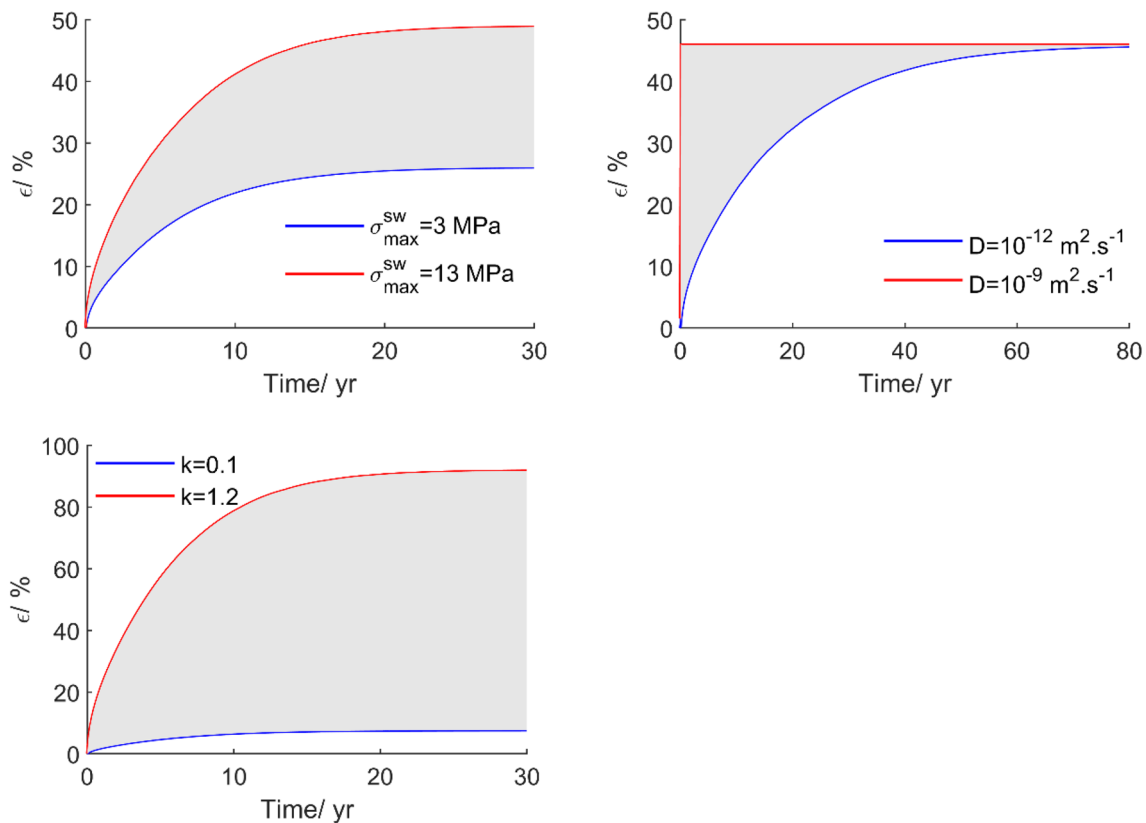 50
40
30
20
10
0
ϵ/ %
σ^sw_max=3 MPa
σ^sw_max=13 MPa
0 10 20 30
Time/ yr
50
40
30
20
10
0
ϵ/ %
D=10^-12 m^2.s^-1
D=10^-9 m^2.s^-1
0 20 40 60 80
Time/ yr
100
80
60
40
20
0
ϵ/ %
k=0.1
k=1.2
0 10 20 30
Time/ yr